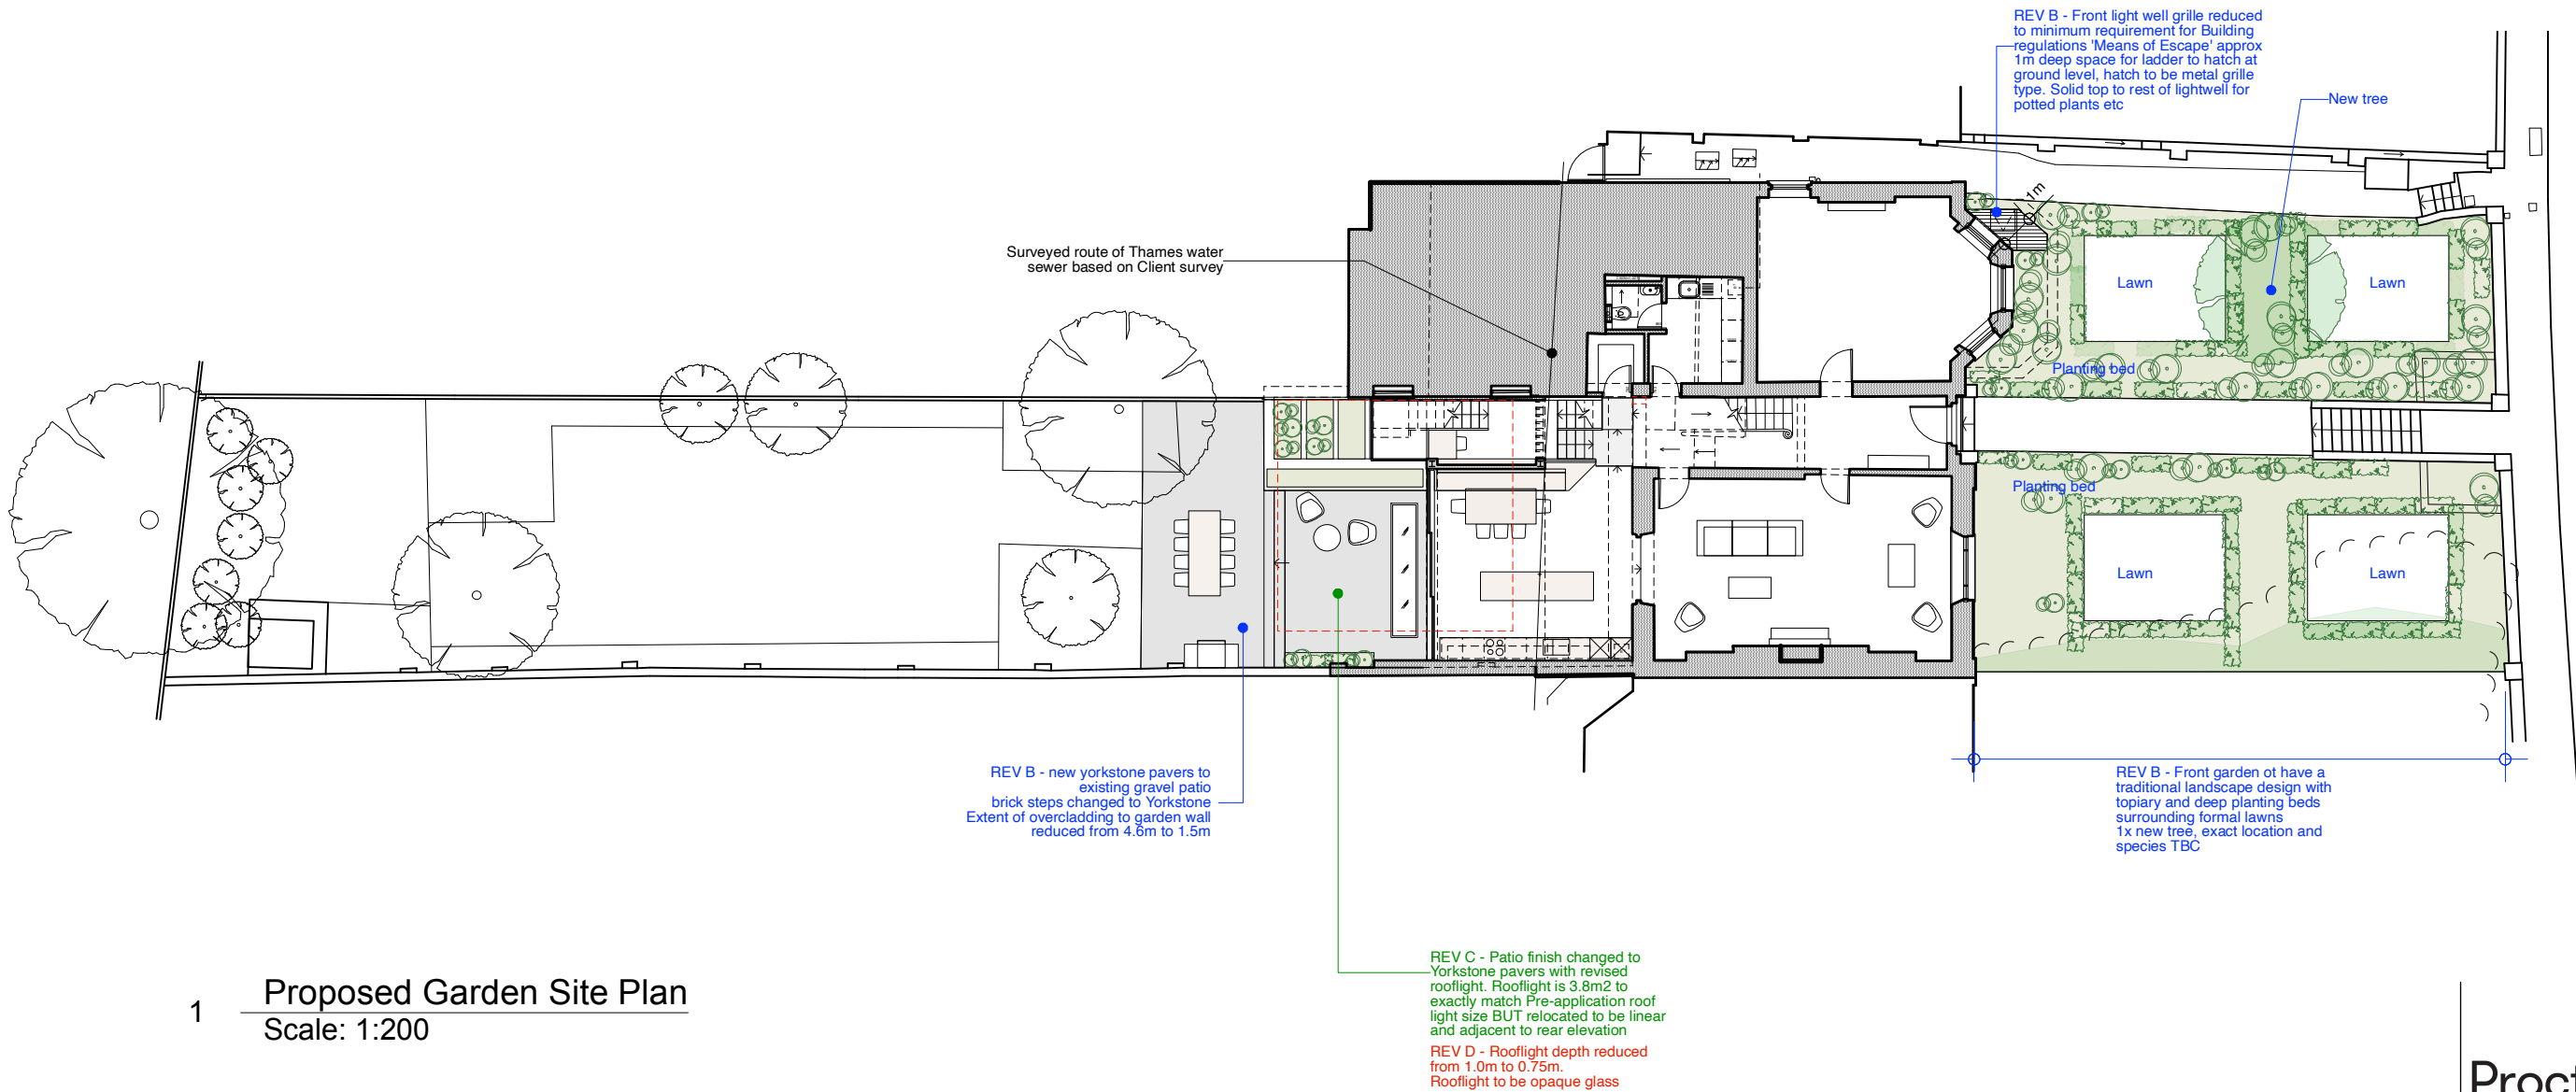 REV B - Front light well grille reduced
to minimum requirement for Building
regulations 'Means of Escape' approx
1m deep space for ladder to hatch at
ground level, hatch to be metal grille
type. Solid top to rest of lightwell for
potted plants etc
New tree
1m
Surveyed route of Thames water
sewer based on Client survey
Lawn
Lawn
Planting bed
Planting bed
Lawn
Lawn
REV B - new yorkstone pavers to
existing gravel patio
brick steps changed to Yorkstone
Extent of overcladding to garden wall
reduced from 4.6m to 1.5m
REV B - Front garden ot have a
traditional landscape design with
topiary and deep planting beds
surrounding formal lawns
1x new tree, exact location and
species TBC
REV C - Patio finish changed to
Yorkstone pavers with revised
rooflight. Rooflight is 3.8m2 to
exactly match Pre-application roof
light size BUT relocated to be linear
and adjacent to rear elevation
REV D - Rooflight depth reduced
from 1.0m to 0.75m.
Rooflight to be opaque glass
1 Proposed Garden Site Plan
Scale: 1:200